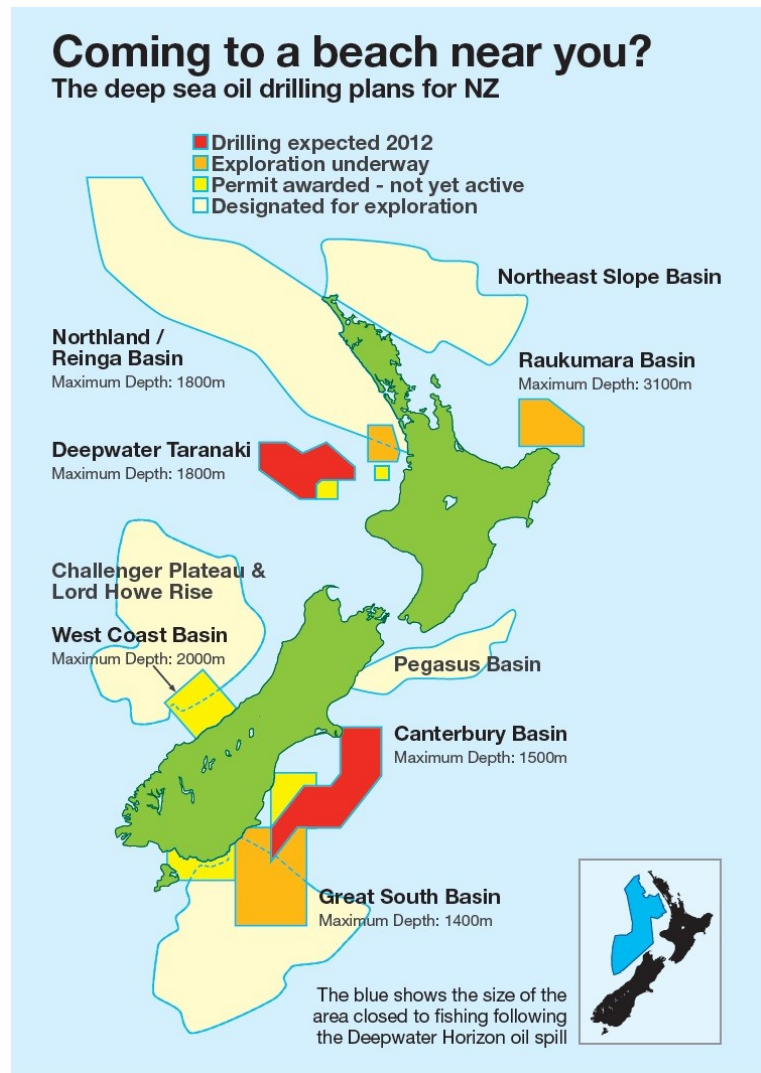 Coming to a beach near you?
The deep sea oil drilling plans for NZ
Drilling expected 2012
Exploration underway
Permit awarded - not yet active
Designated for exploration
Northeast Slope Basin
Northland /
Reinga Basin
Maximum Depth: 1800m
Raukumara Basin
Maximum Depth: 3100m
Deepwater Taranaki
Maximum Depth: 1800m
Challenger Plateau &
Lord Howe Rise
West Coast Basin
Maximum Depth: 2000m
Pegasus Basin
Canterbury Basin
Maximum Depth: 1500m
Great South Basin
Maximum Depth: 1400m
The blue shows the size of the
area closed to fishing following
the Deepwater Horizon oil spill